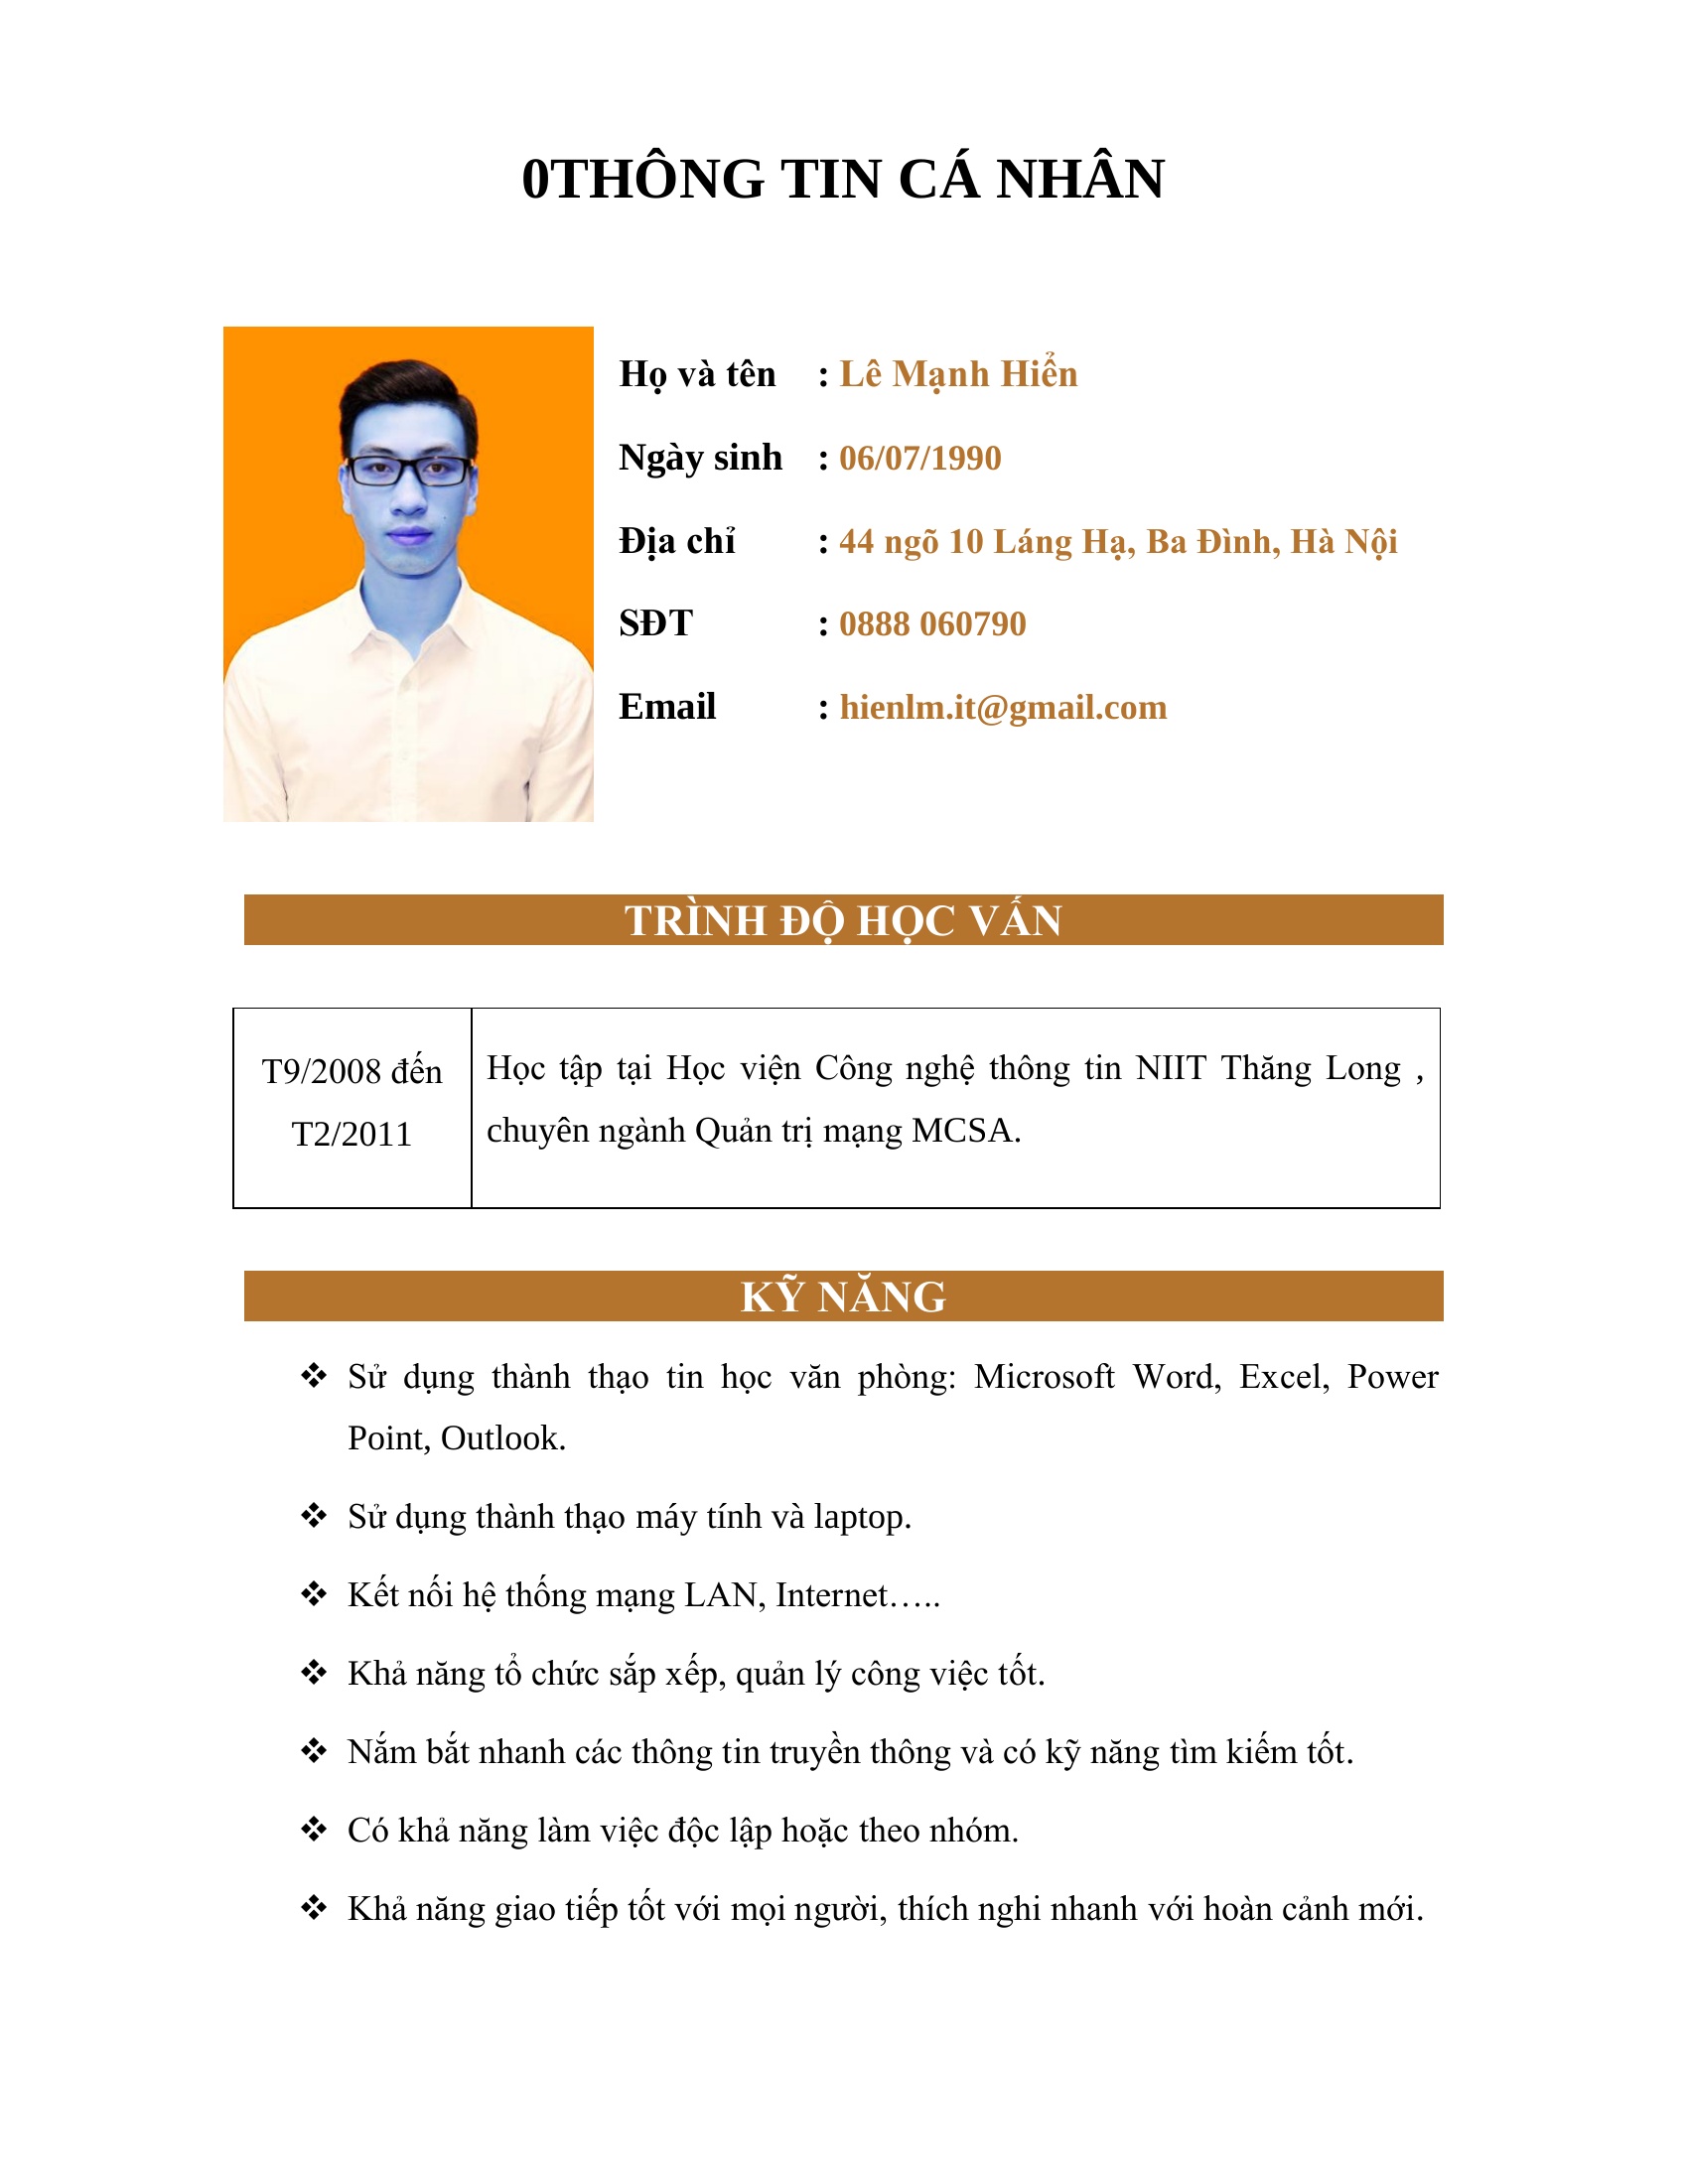 0THÔNG TIN CÁ NHÂN
Họ và tên : Lê Mạnh Hiển
Ngày sinh : 06/07/1990
Địa chỉ : 44 ngõ 10 Láng Hạ, Ba Đình, Hà Nội
SĐT : 0888 060790
Email : hienlm.it@gmail.com
TRÌNH ĐỘ HỌC VẤN
T9/2008 đến
T2/2011
Học tập tại Học viện Công nghệ thông tin NIIT Thăng Long ,
chuyên ngành Quản trị mạng MCSA.
KỸ NĂNG
❖ Sử dụng thành thạo tin học văn phòng: Microsoft Word, Excel, Power
Point, Outlook.
❖ Sử dụng thành thạo máy tính và laptop.
❖ Kết nối hệ thống mạng LAN, Internet…..
❖ Khả năng tổ chức sắp xếp, quản lý công việc tốt.
❖ Nắm bắt nhanh các thông tin truyền thông và có kỹ năng tìm kiếm tốt.
❖ Có khả năng làm việc độc lập hoặc theo nhóm.
❖ Khả năng giao tiếp tốt với mọi người, thích nghi nhanh với hoàn cảnh mới.